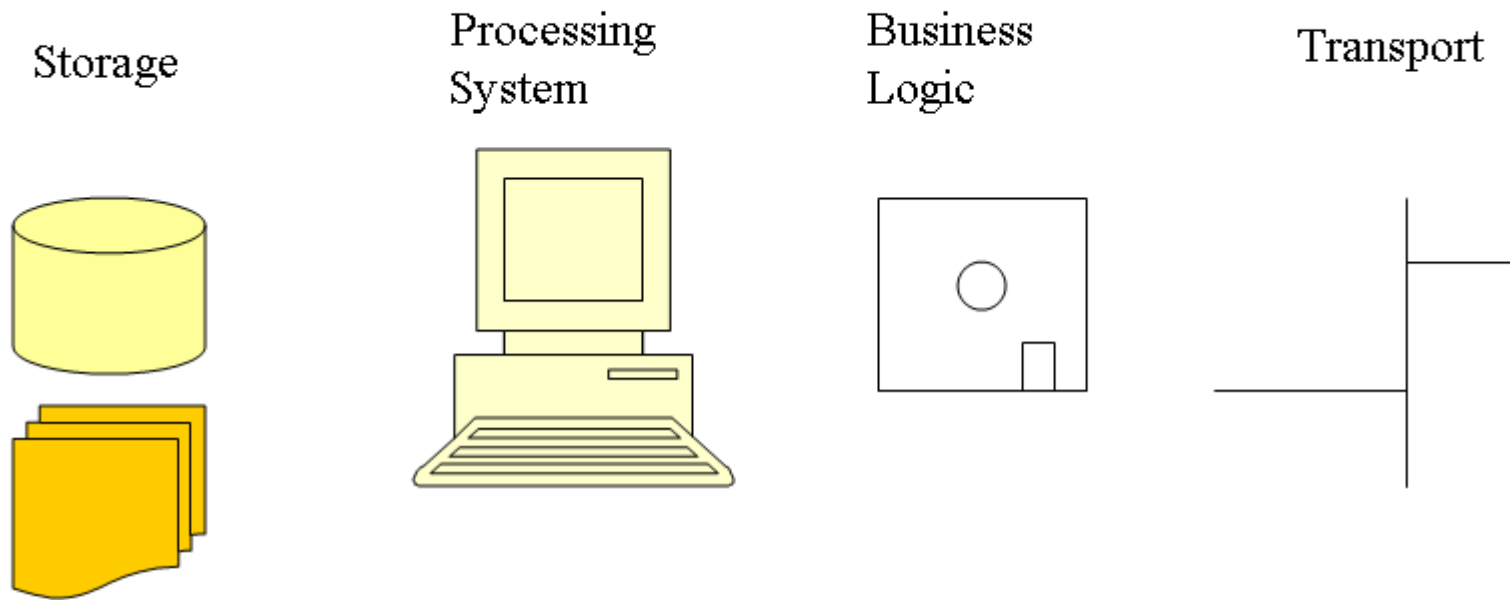 Storage
Processing
System
Business
Logic
Transport